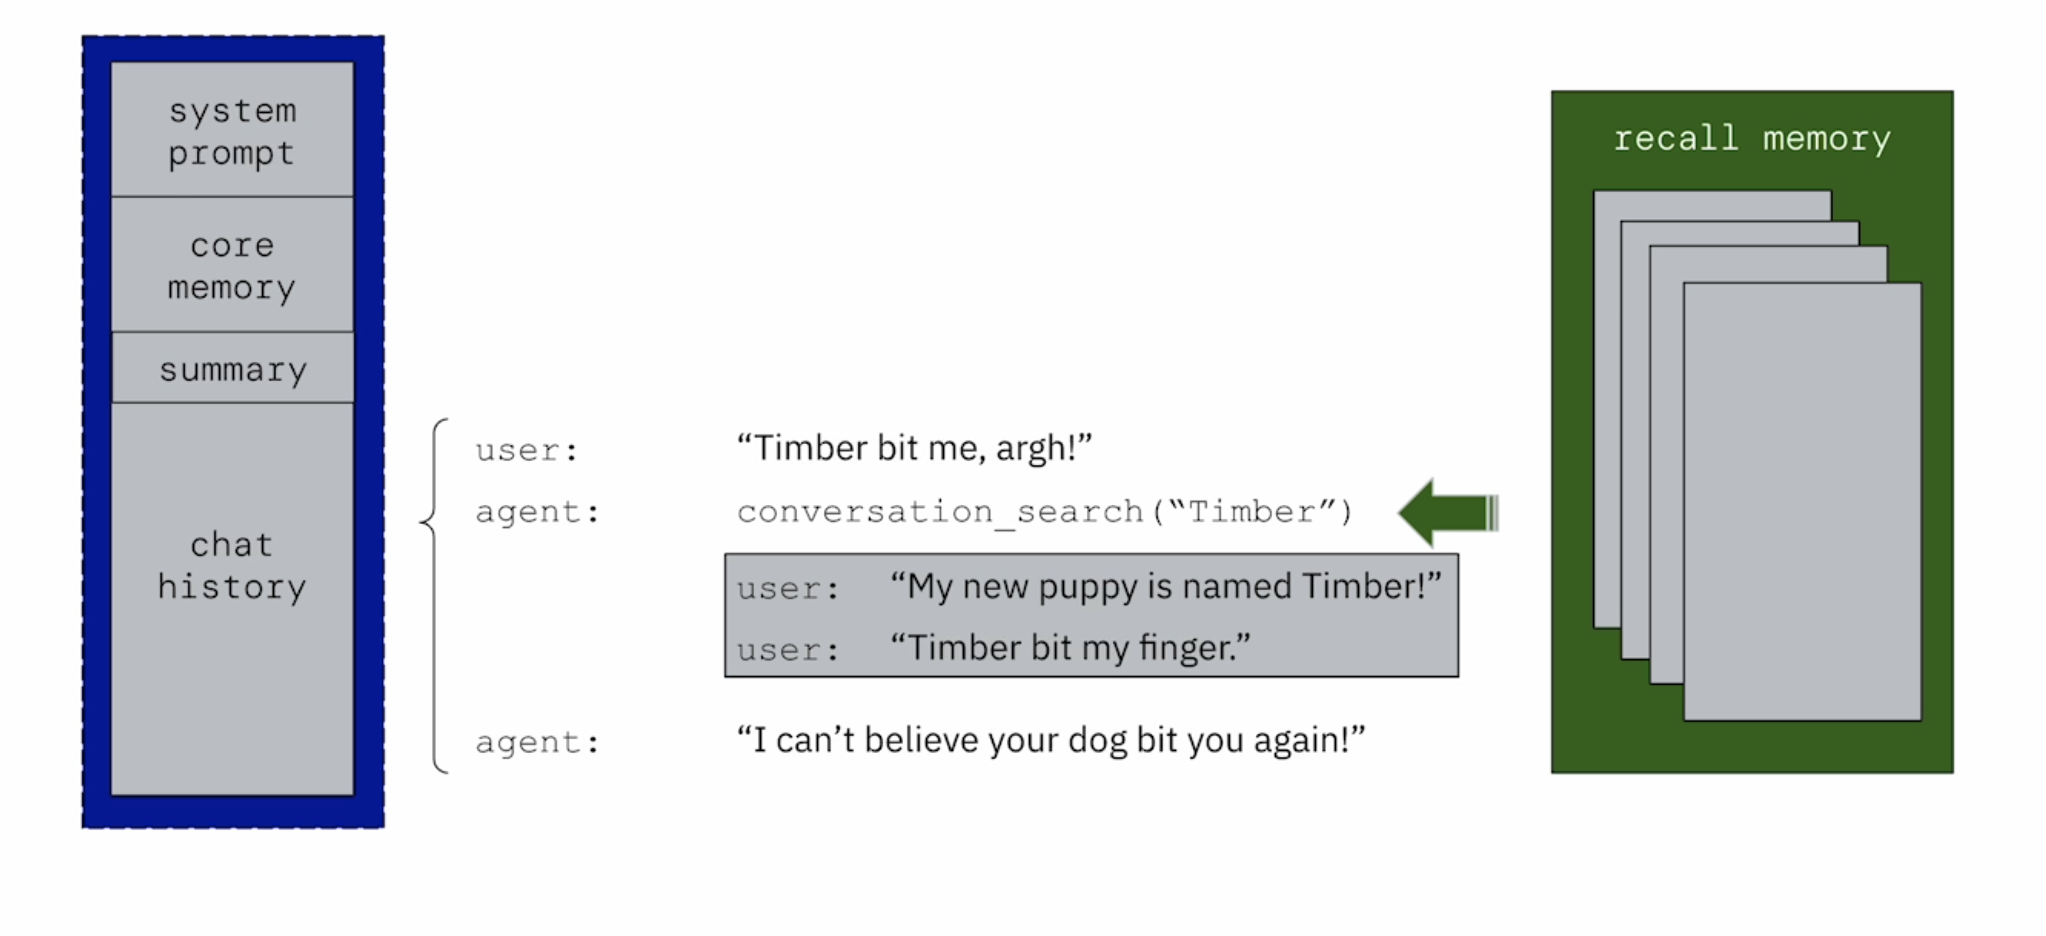 system
prompt
core
memory
summary
chat
history
user: “Timber bit me, argh!”
agent: conversation_search(“Timber”)
user: “My new puppy is named Timber!”
user: “Timber bit my finger.”
agent: “I can’t believe your dog bit you again!”
recall memory